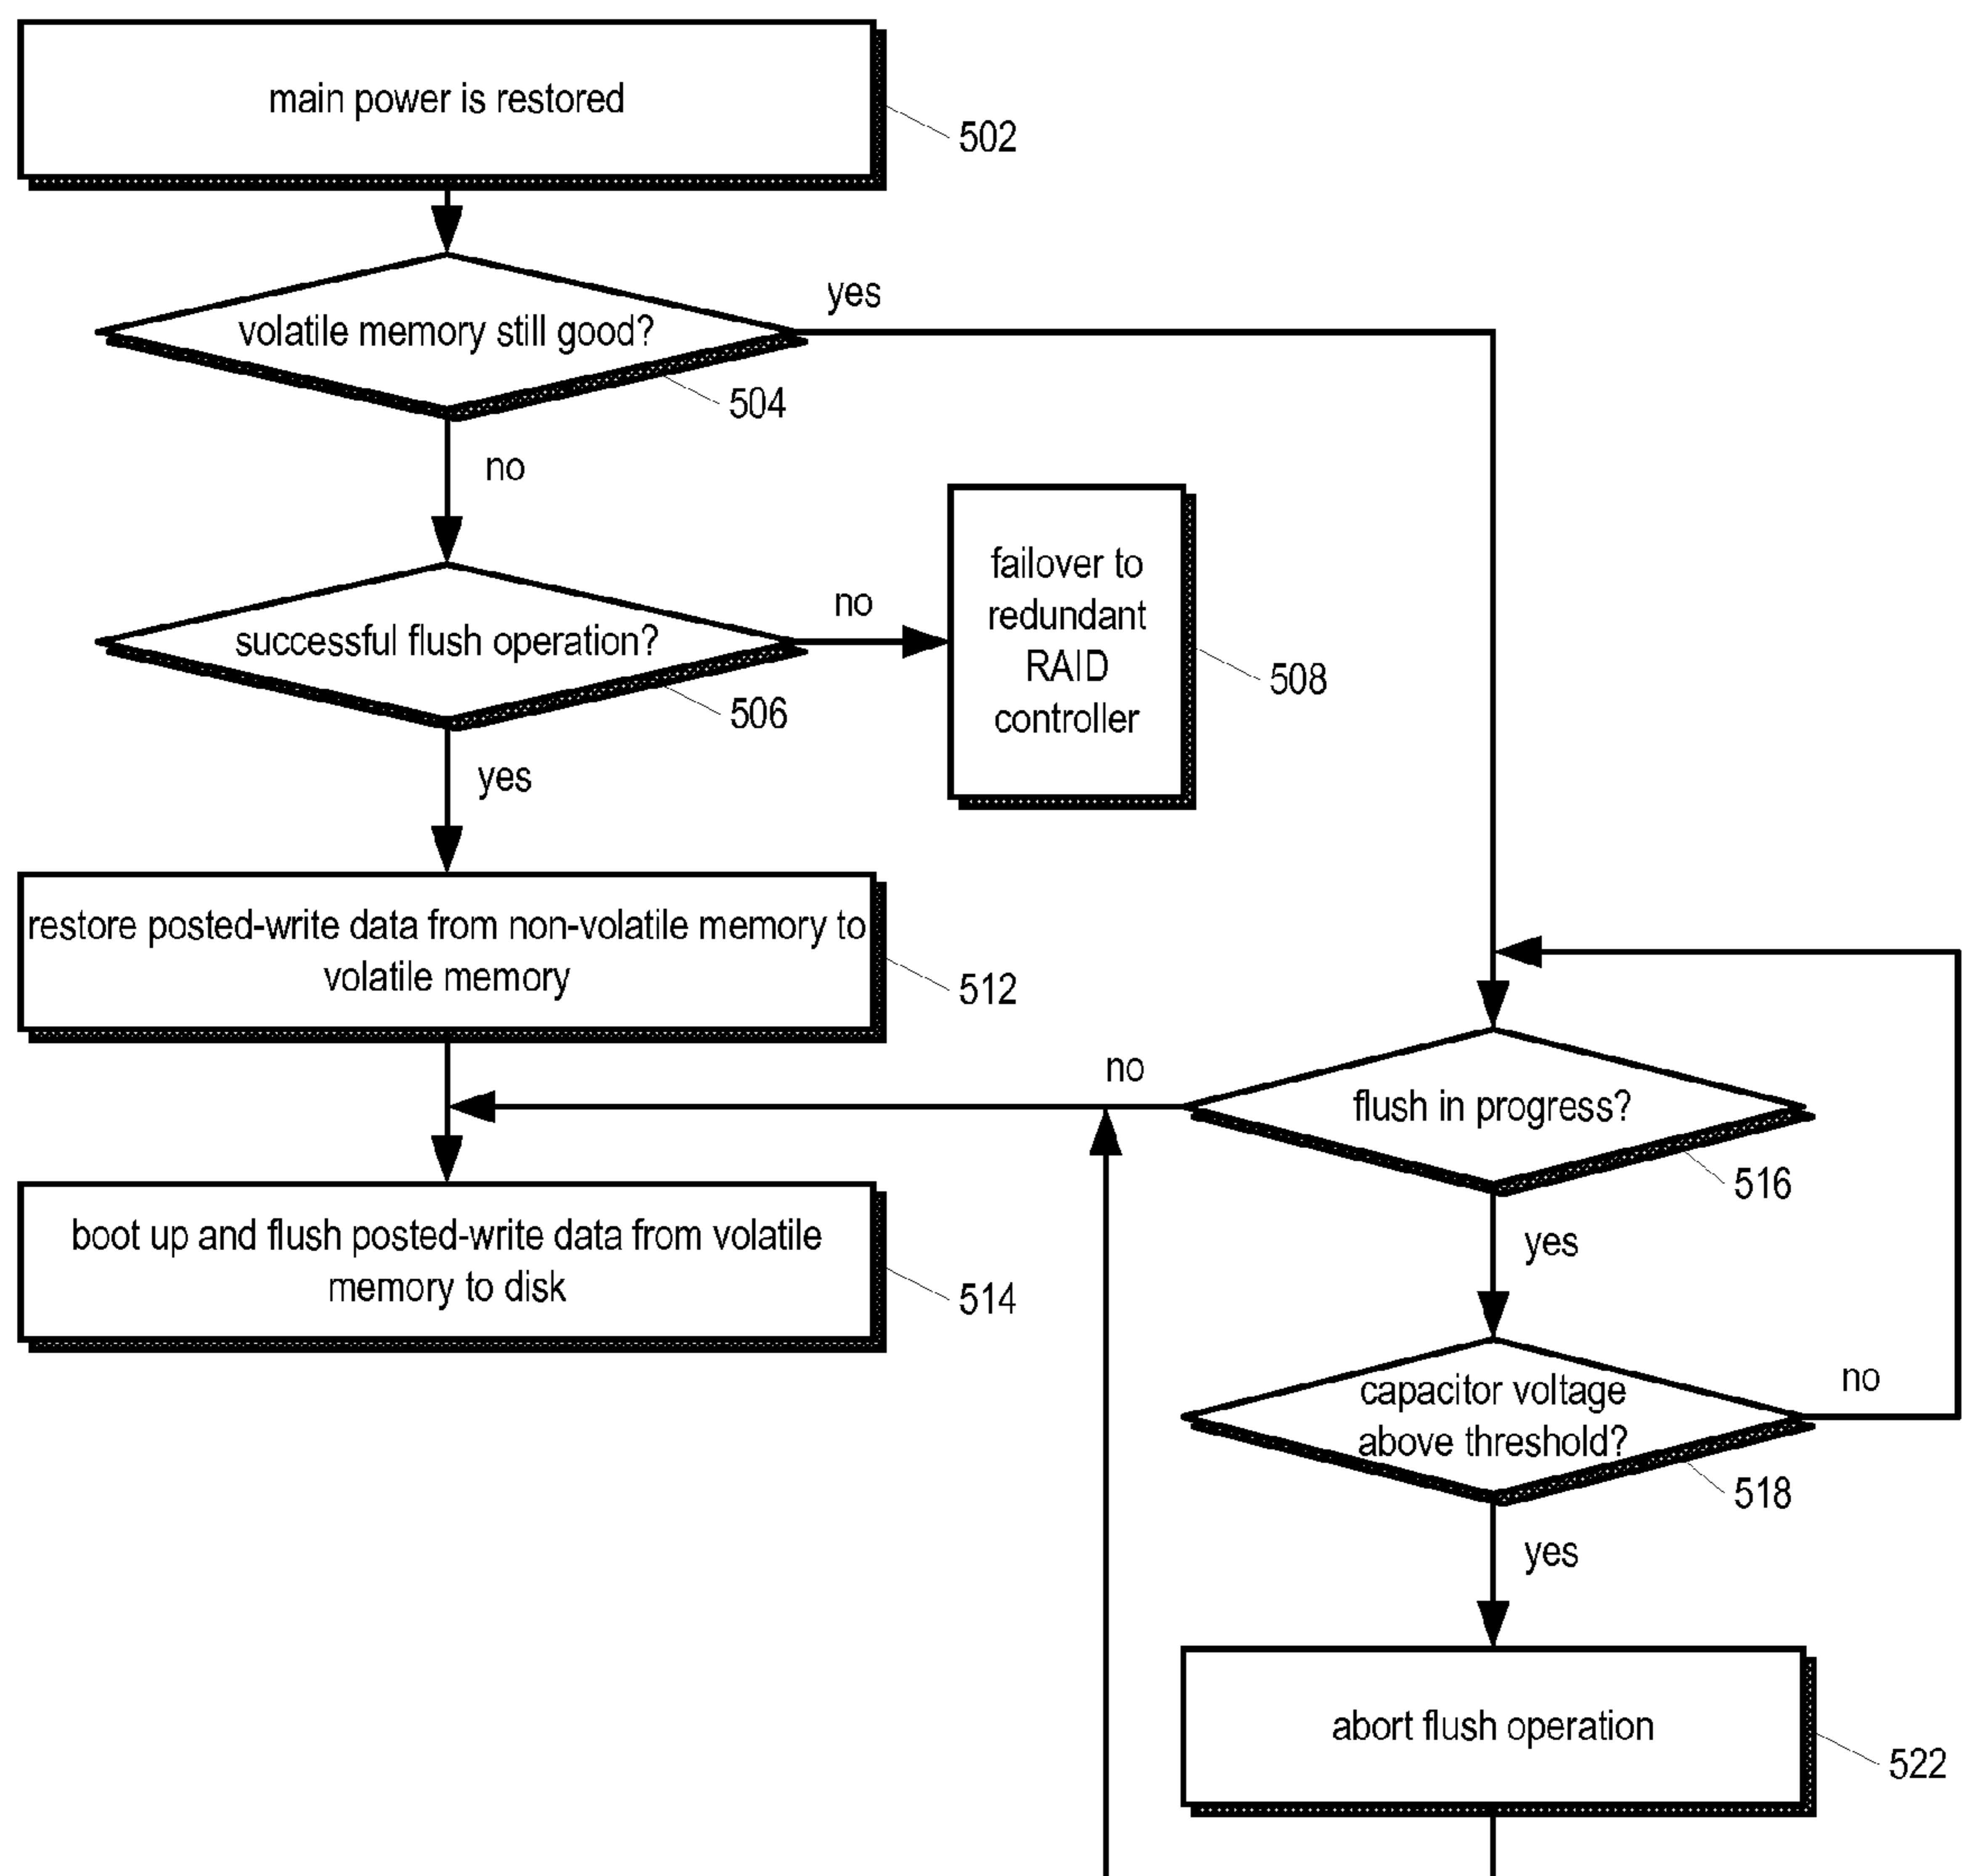 main power is restored
502
volatile memory still good?
yes
504
no
successful flush operation?
no
506
yes
failover to
redundant
RAID
controller
508
restore posted-write data from non-volatile memory to
volatile memory
512
no
flush in progress?
516
yes
boot up and flush posted-write data from volatile
memory to disk
514
capacitor voltage
above threshold?
no
518
yes
abort flush operation
522